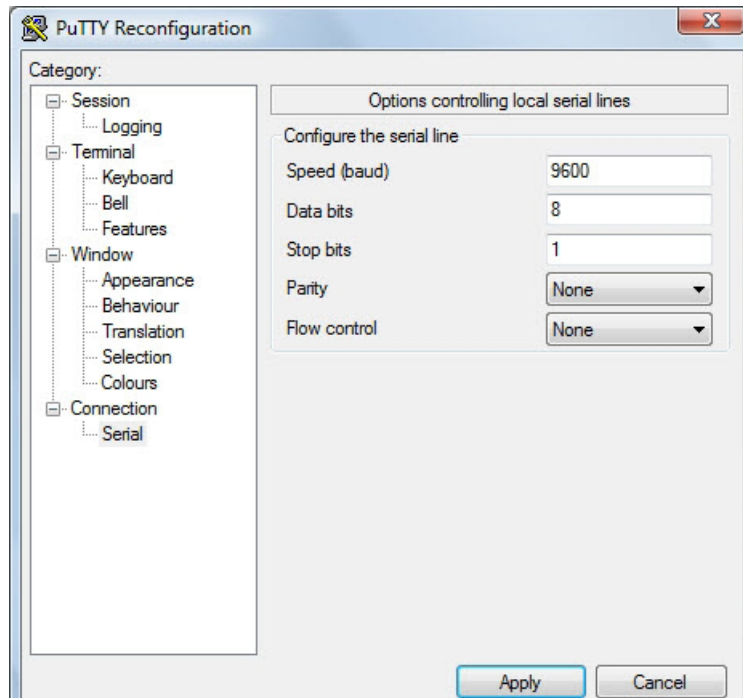 PuTTY Reconfiguration
Category:
Session
Logging
Terminal
Keyboard
Bell
Features
Window
Appearance
Behaviour
Translation
Selection
Colours
Connection
Serial
Options controlling local serial lines
Configure the serial line
Speed (baud) 9600
Data bits 8
Stop bits 1
Parity None
Flow control None
Apply Cancel